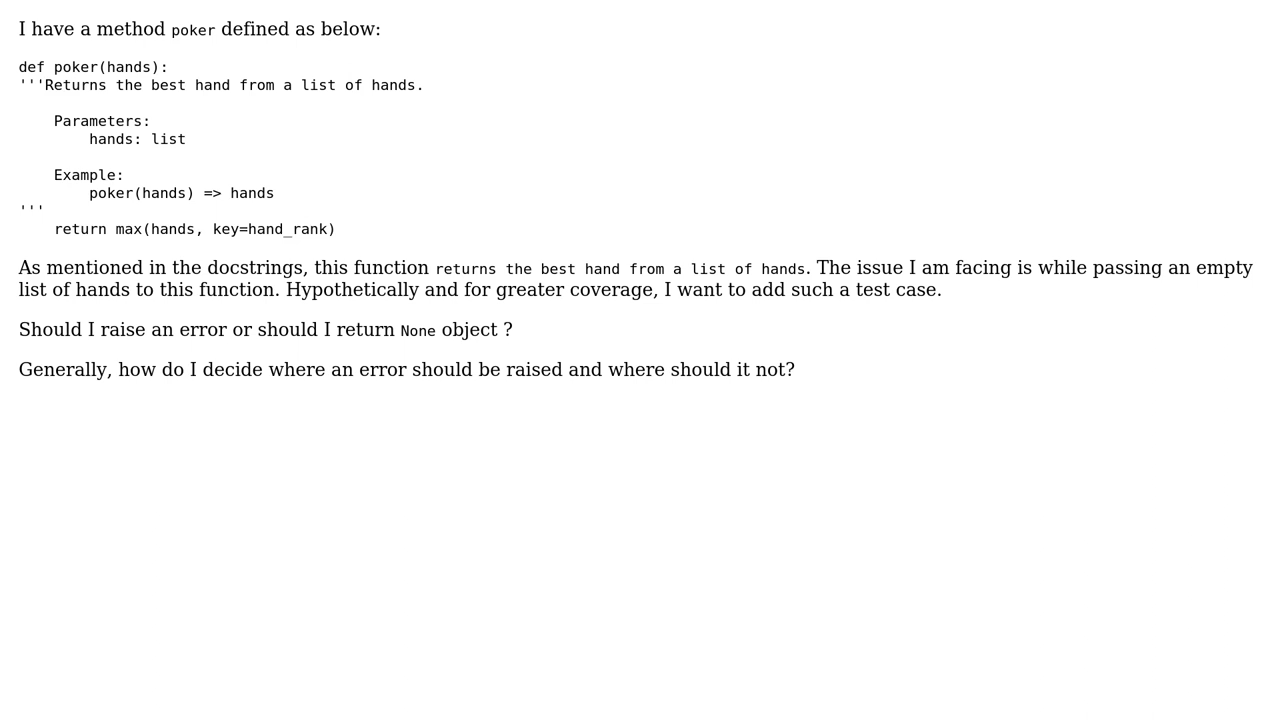 I have a method poker defined as below:
def poker(hands):
'''Returns the best hand from a list of hands.
    Parameters:
        hands: list
    Example:
        poker(hands) => hands
'''
    return max(hands, key=hand_rank)
As mentioned in the docstrings, this function returns the best hand from a list of hands. The issue I am facing is while passing an empty
list of hands to this function. Hypothetically and for greater coverage, I want to add such a test case.
Should I raise an error or should I return None object ?
Generally, how do I decide where an error should be raised and where should it not?